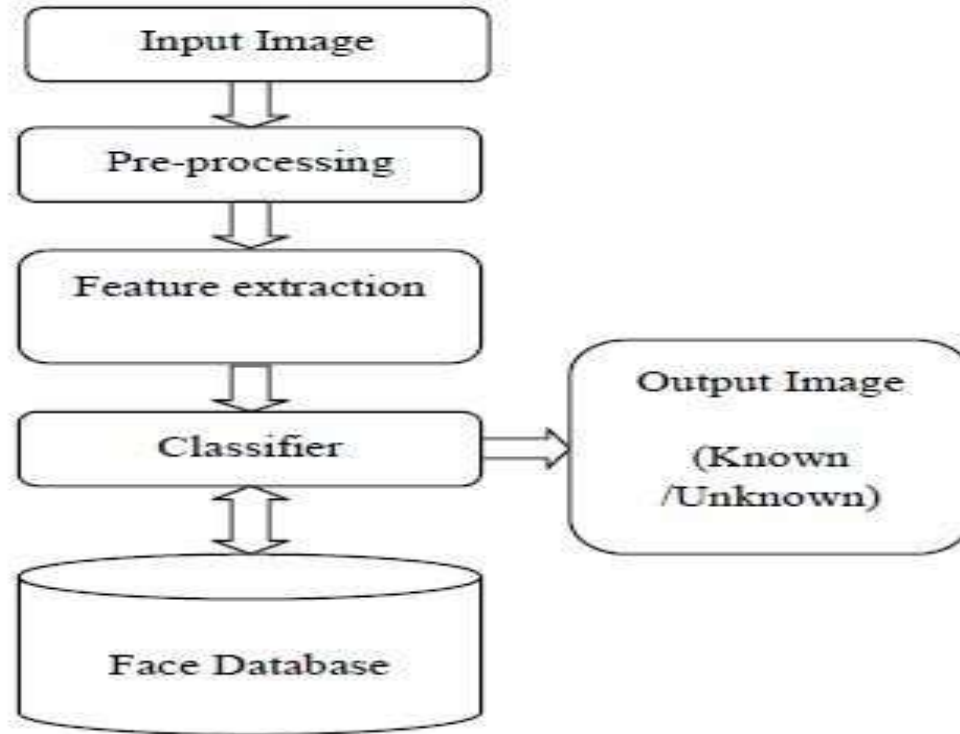 Input Image
Pre-processing
Feature extraction
Classifier
Output Image
(Known
/Unknown)
Face Database